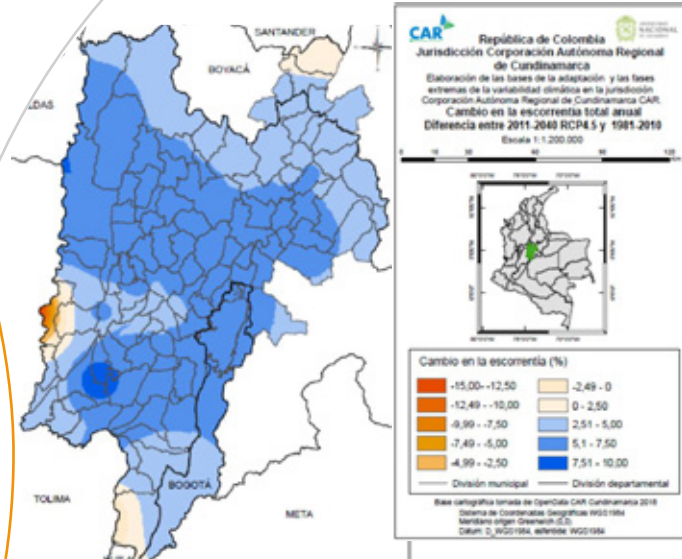 SANTANDER
BOYACÁ
LDAS
TOLIMA
BOGOTÁ
META
CAR
NACIONAL
República de Colombia
Jurisdicción Corporación Autónoma Regional
de Cundinamarca
Elaboración de las bases de la adaptación y las fases
extremas de la variabilidad climática en la jurisdicción
Corporación Autónoma Regional de Cundinamarca CAR.
Cambio en la escorrentía total anual
Diferencia entre 2011-2040 RCP4.5 y 1981-2010
Escala 1:1.200.000
Cambio en la escorrentía (%)
-15,00--12,50
-12,49 - -10,00
-9,99 - -7,50
-7,49 - -5,00
-4,99 - -2,50
-2,49 - 0
0 - 2,50
2,51 - 5,00
5,1 - 7,50
7,51 - 10,00
División municipal
División departamental
Base cartográfica tomada de OpenData CAR Cundinamarca 2018
Sistema de Coordenadas Geográficas WGS1984
Meridiano origen Greenwich (0,0)
Datum: D_WGS1984, esferoide: WGS1984